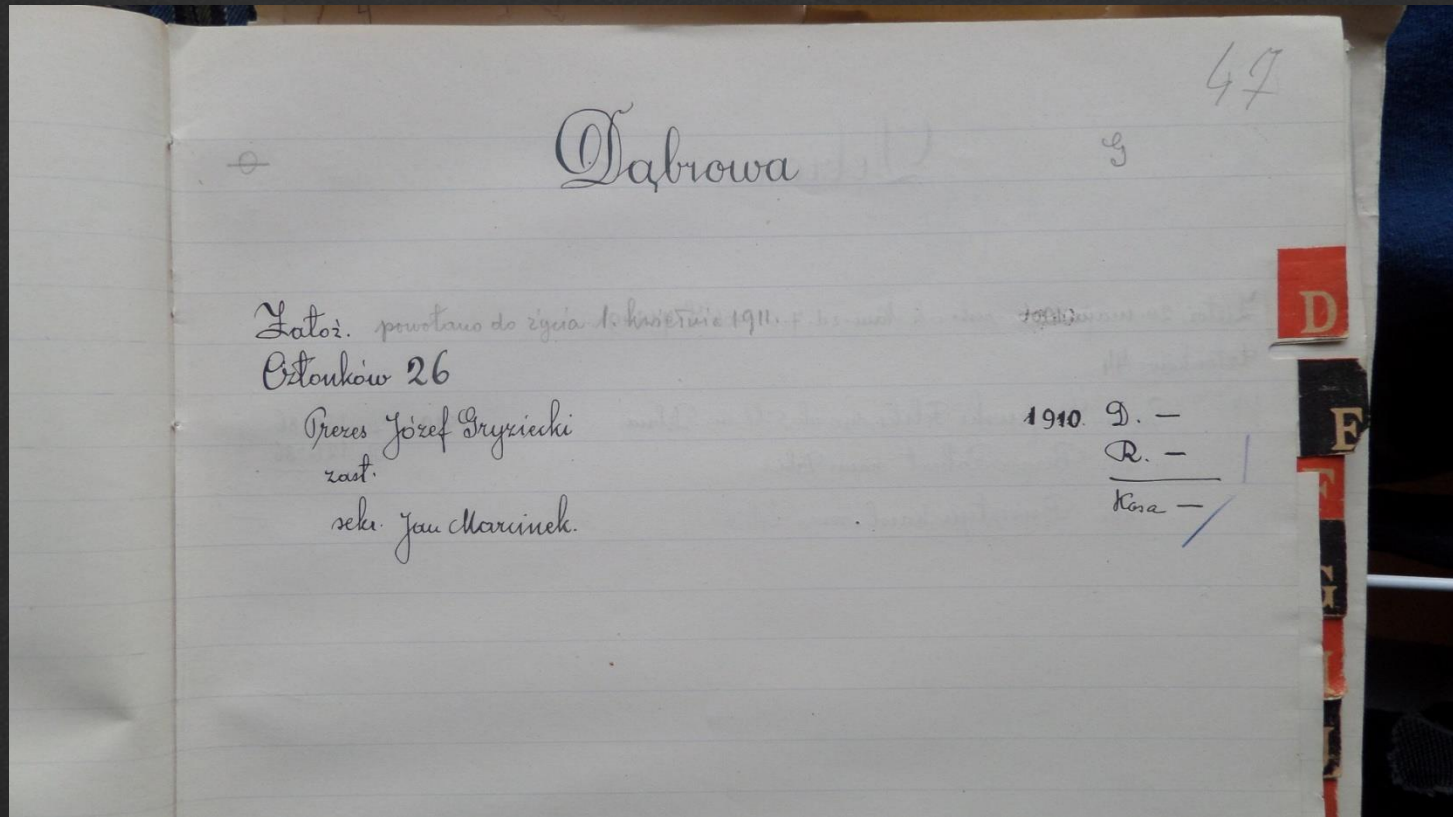 47
Dąbrowa
G
Założ. powołano do życia 1. kwietnia 1911.
Członków 26
Prezes Józef Gryziecki
1910. D. —
zast.
R. —
sekr. Jan Marcinek.
Kasa —
D
E
F
G